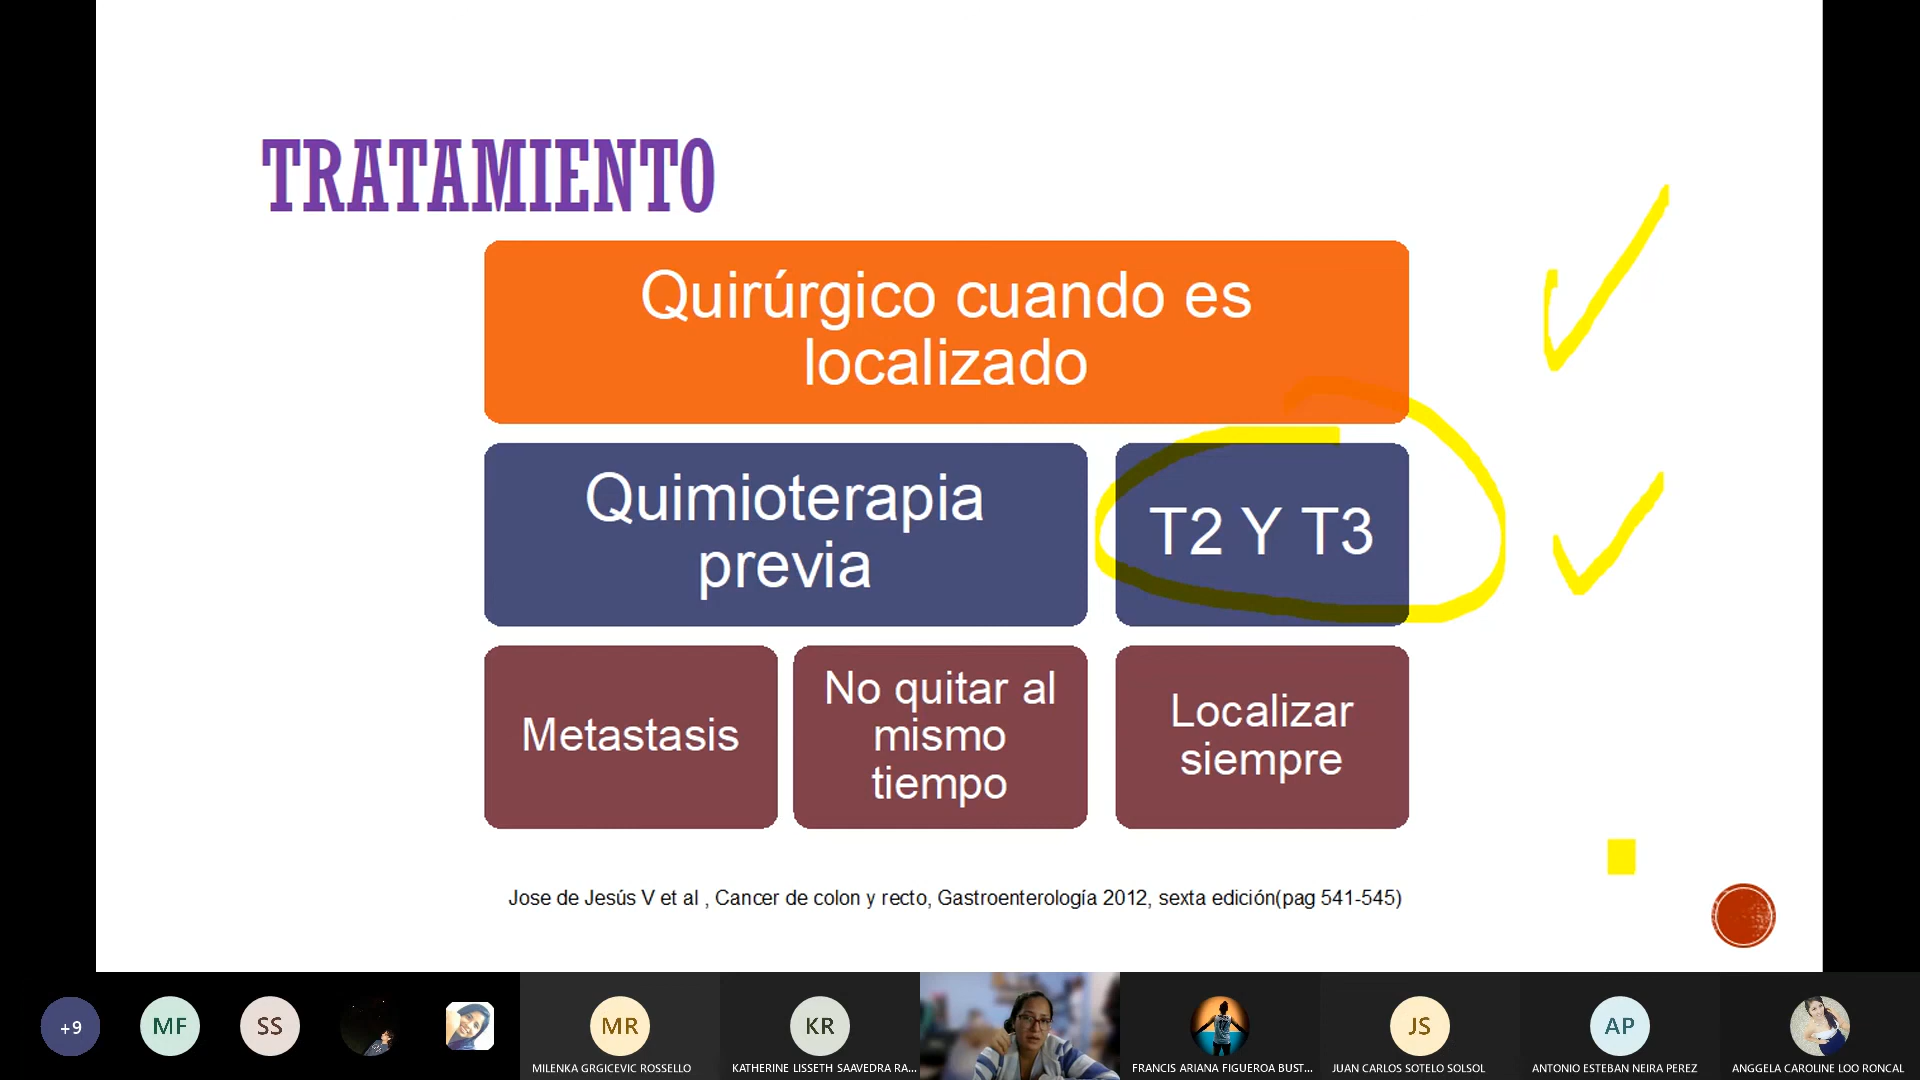 TRATAMIENTO
Quirúrgico cuando es
localizado
Quimioterapia
previa
T2 Y T3
Metastasis
No quitar al
mismo
tiempo
Localizar
siempre
Jose de Jesús V et al , Cancer de colon y recto, Gastroenterología 2012, sexta edición(pag 541-545)
+9
MF
SS
MR
KR
JS
AP
MILENKA GRGICEVIC ROSSELLO
KATHERINE LISSETH SAAVEDRA RA...
FRANCIS ARIANA FIGUEROA BUST...
JUAN CARLOS SOTELO SOLSOL
ANTONIO ESTEBAN NEIRA PEREZ
ANGGELA CAROLINE LOO RONCAL